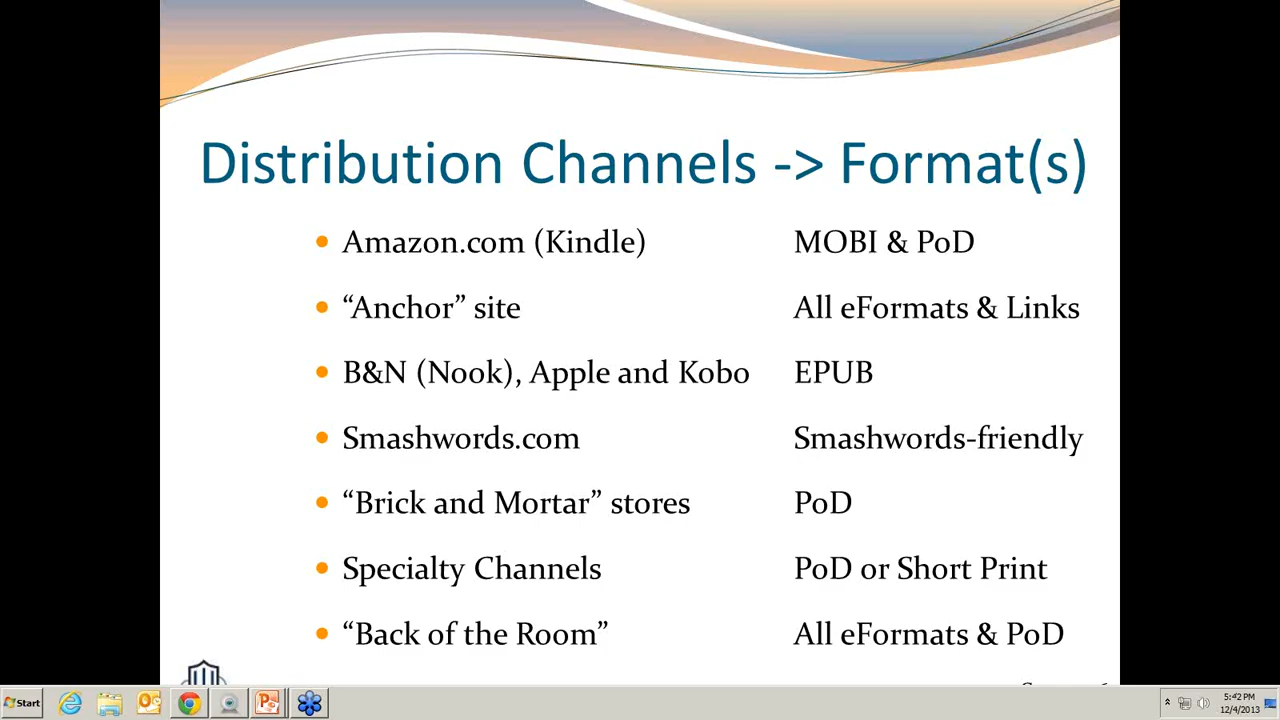 Distribution Channels -> Format(s)
• Amazon.com (Kindle) MOBI & PoD
• “Anchor” site All eFormats & Links
• B&N (Nook), Apple and Kobo EPUB
• Smashwords.com Smashwords-friendly
• “Brick and Mortar” stores PoD
• Specialty Channels PoD or Short Print
• “Back of the Room” All eFormats & PoD
Start
5:42 PM
12/4/2013